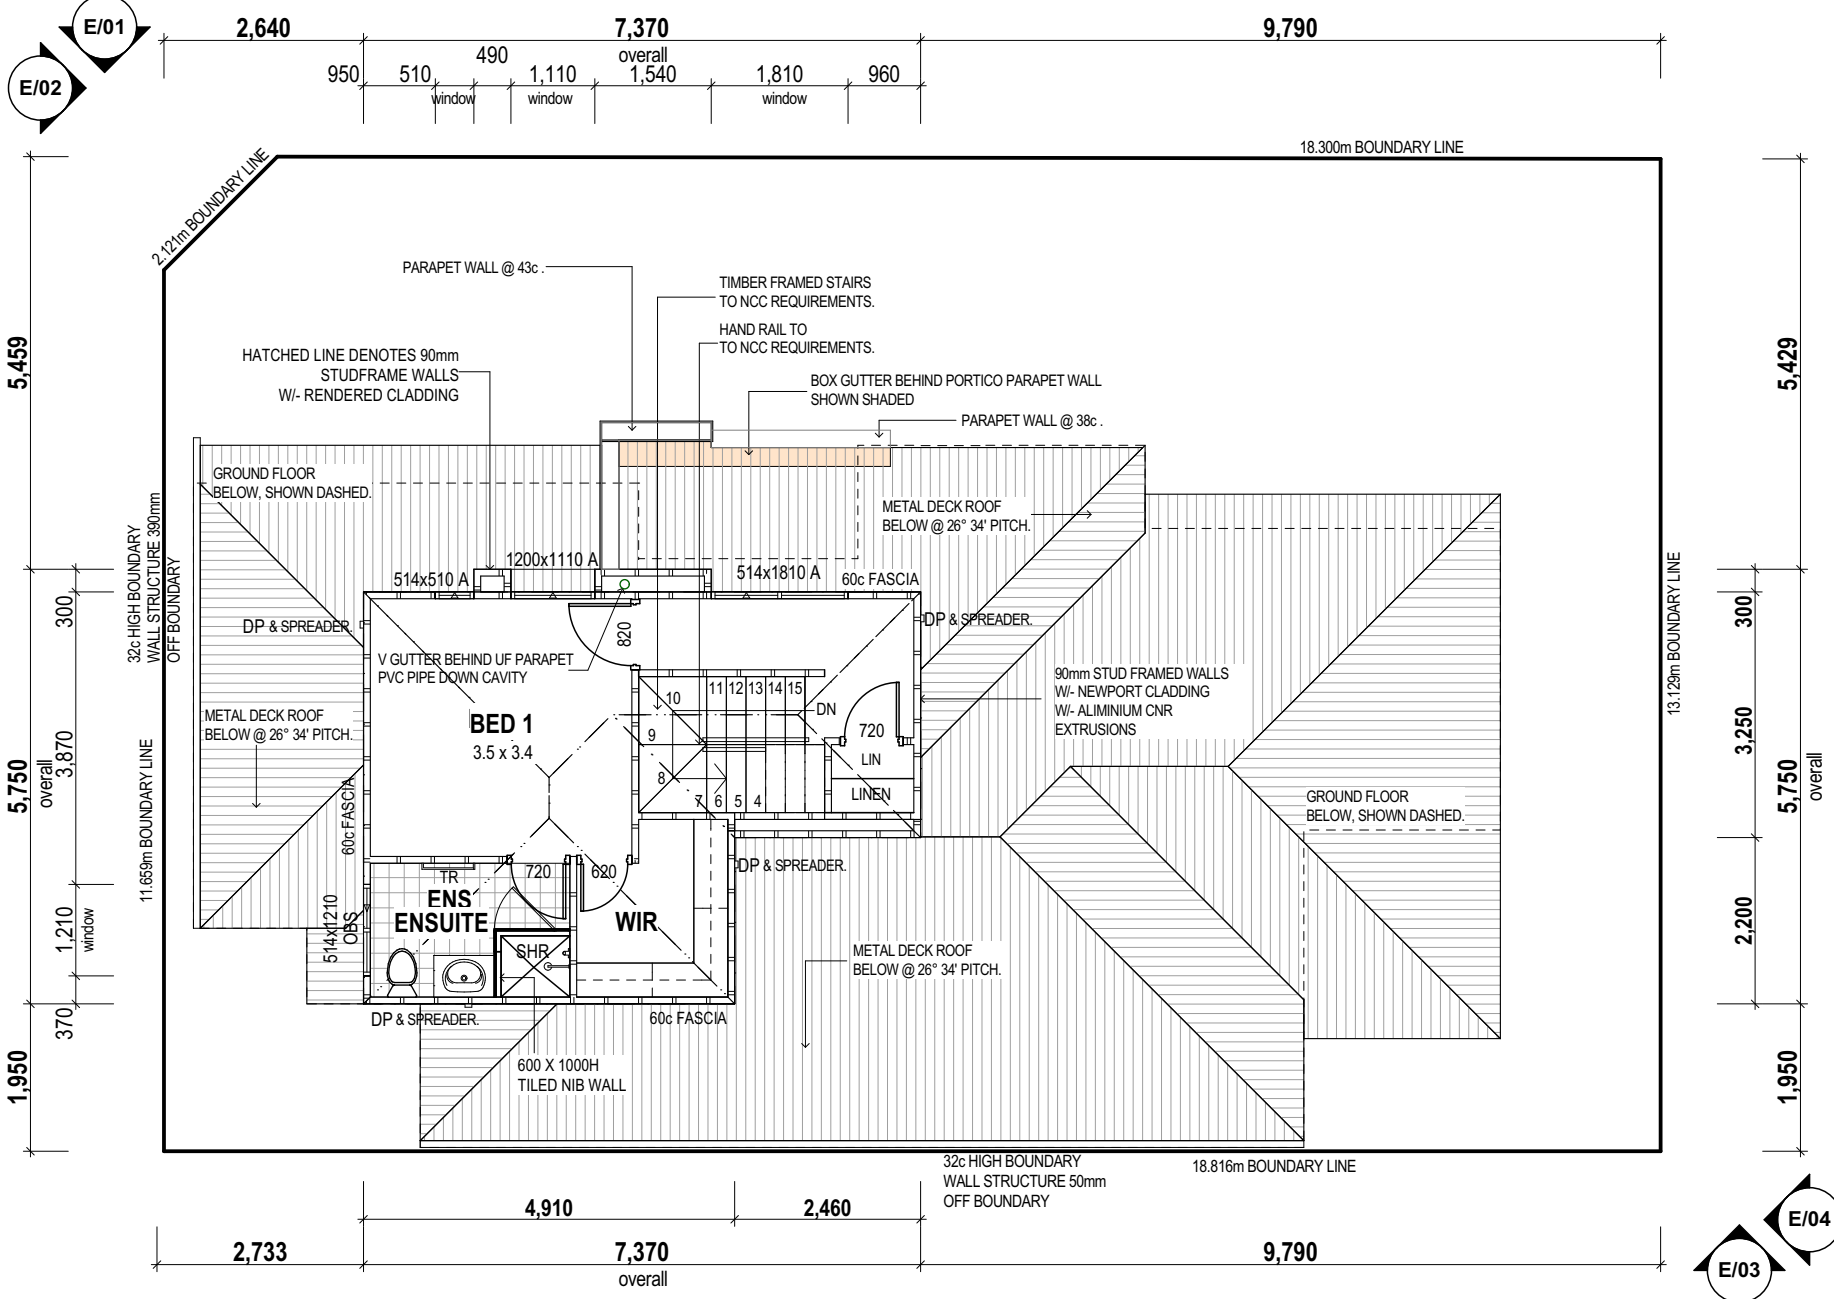 E/01
E/02
2,640
7,370
overall
9,790
490
950
510
1,110
1,540
1,810
960
window
window
window
18.300m BOUNDARY LINE
2.121m BOUNDARY LINE
PARAPET WALL @ 43c .
TIMBER FRAMED STAIRS
TO NCC REQUIREMENTS.
HAND RAIL TO
TO NCC REQUIREMENTS.
HATCHED LINE DENOTES 90mm
STUDFRAME WALLS
W/- RENDERED CLADDING
BOX GUTTER BEHIND PORTICO PARAPET WALL
SHOWN SHADED
PARAPET WALL @ 38c .
5,459
5,429
GROUND FLOOR
BELOW, SHOWN DASHED.
METAL DECK ROOF
BELOW @ 26° 34' PITCH.
32c HIGH BOUNDARY
WALL STRUCTURE 390mm
OFF BOUNDARY
514x510 A
1200x1110 A
514x1810 A
60c FASCIA
DP & SPREADER.
DP & SPREADER.
820
V GUTTER BEHIND UF PARAPET
PVC PIPE DOWN CAVITY
90mm STUD FRAMED WALLS
W/- NEWPORT CLADDING
W/- ALIMINIUM CNR
EXTRUSIONS
13.129m BOUNDARY LINE
METAL DECK ROOF
BELOW @ 26° 34' PITCH.
BED 1
3.5 x 3.4
10
11
12
13
14
15
DN
9
8
7
6
5
4
720
LIN
LINEN
GROUND FLOOR
BELOW, SHOWN DASHED.
300
3,870
5,750
overall
1,210
window
370
1,950
11.659m BOUNDARY LINE
60c FASCIA
514x1210
OBS
TR
720
620
ENS
ENSUITE
WIR
SHR
DP & SPREADER.
METAL DECK ROOF
BELOW @ 26° 34' PITCH.
300
3,250
5,750
overall
2,200
1,950
DP & SPREADER.
60c FASCIA
600 X 1000H
TILED NIB WALL
32c HIGH BOUNDARY
WALL STRUCTURE 50mm
OFF BOUNDARY
18.816m BOUNDARY LINE
4,910
2,460
2,733
7,370
overall
9,790
E/04
E/03